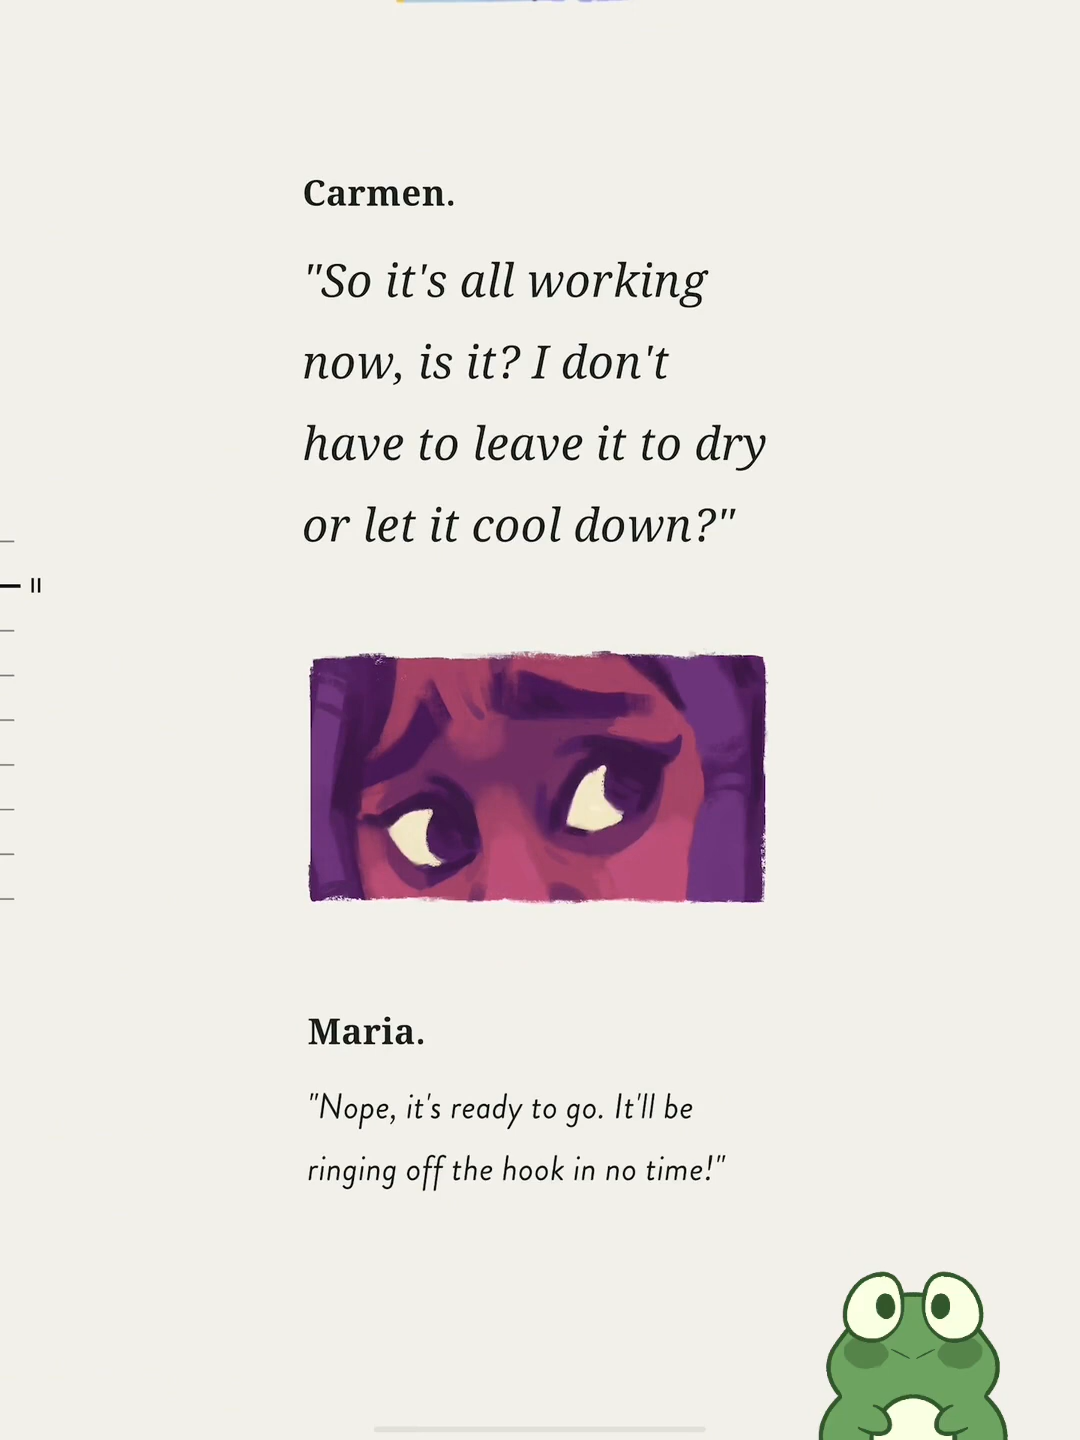 Carmen.
"So it's all working
now, is it? I don't
have to leave it to dry
or let it cool down?"
II
Maria.
"Nope, it's ready to go. It'll be
ringing off the hook in no time!"